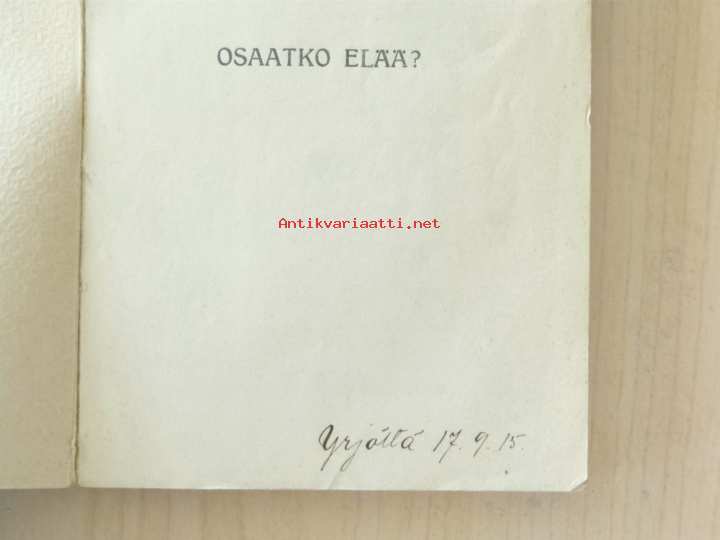 OSAATKO ELÄÄ?
Antikvariaatti.net
Yrjöltä 17.9.15.